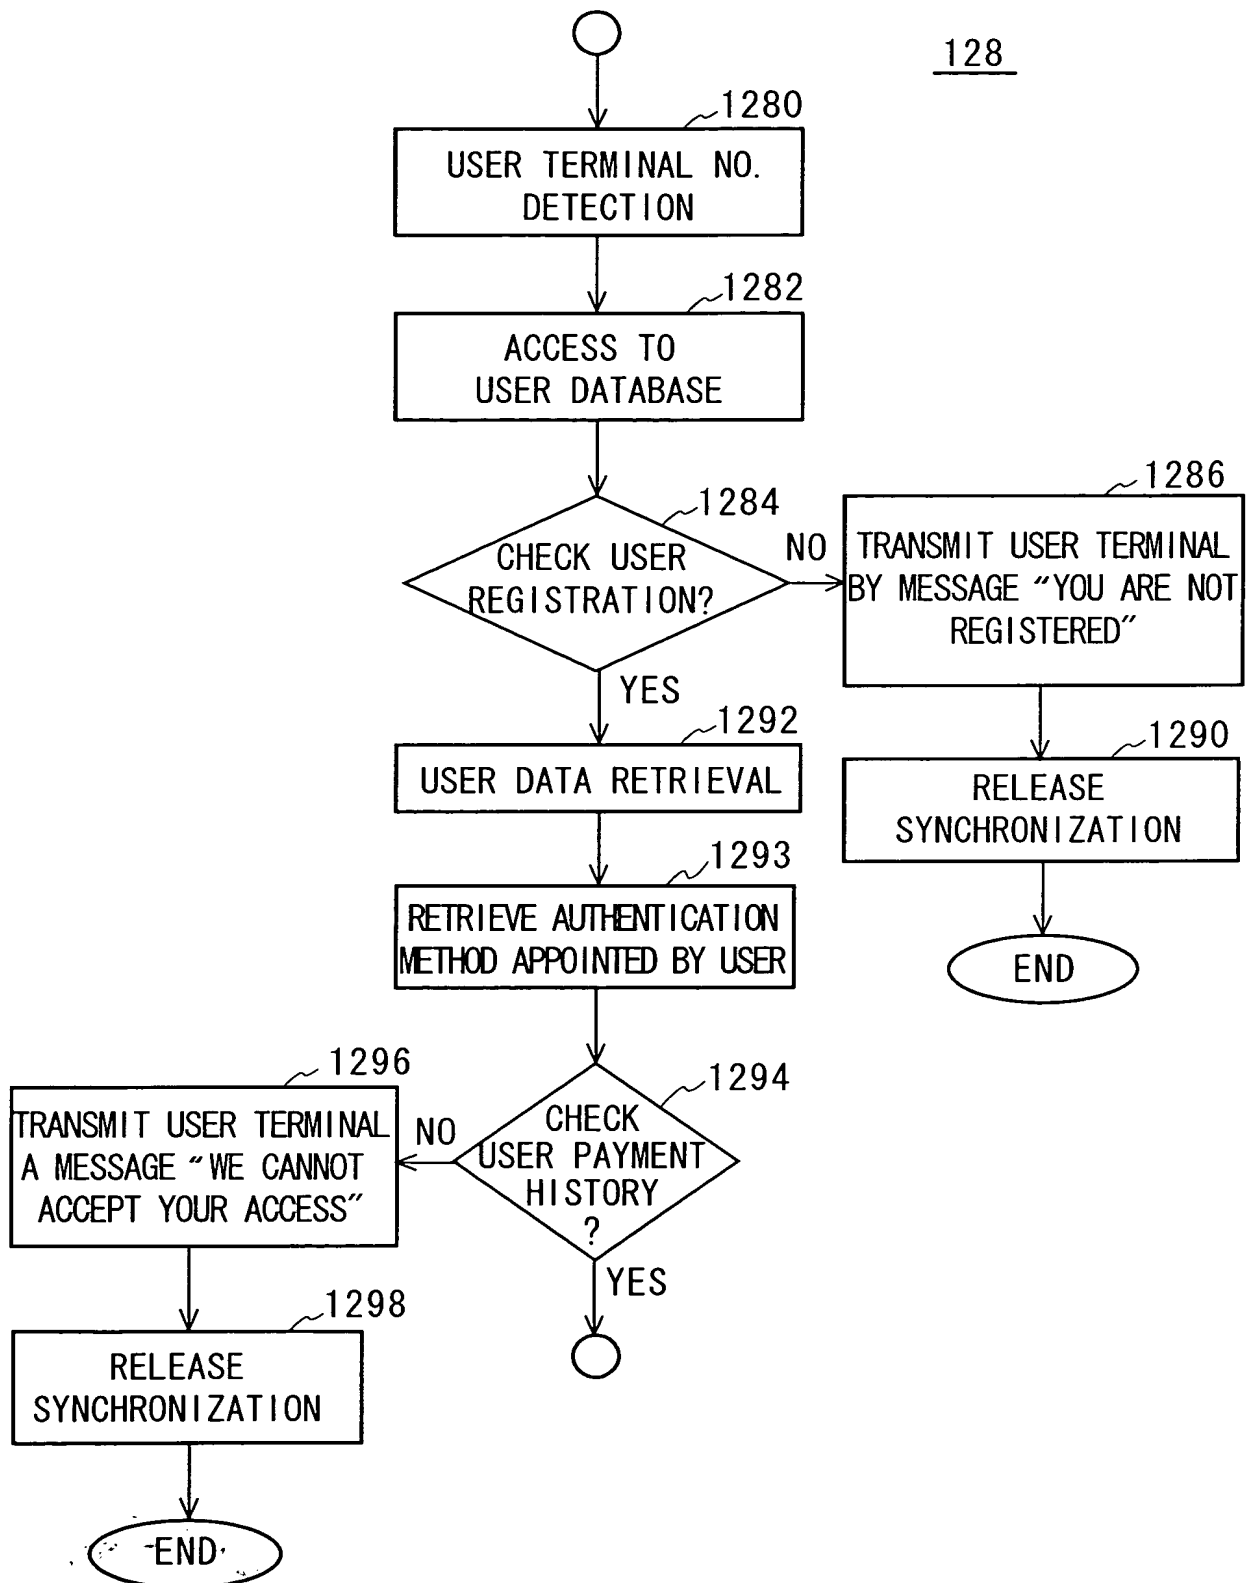 128
1280
USER TERMINAL NO.
DETECTION
1282
ACCESS TO
USER DATABASE
1284
CHECK USER
REGISTRATION?
NO
1286
TRANSMIT USER TERMINAL
BY MESSAGE “YOU ARE NOT
REGISTERED”
YES
1292
USER DATA RETRIEVAL
1290
RELEASE
SYNCHRONIZATION
END
1293
RETRIEVE AUTHENTICATION
METHOD APPOINTED BY USER
1294
CHECK
USER PAYMENT
HISTORY
?
NO
1296
TRANSMIT USER TERMINAL
A MESSAGE “WE CANNOT
ACCEPT YOUR ACCESS”
YES
1298
RELEASE
SYNCHRONIZATION
END